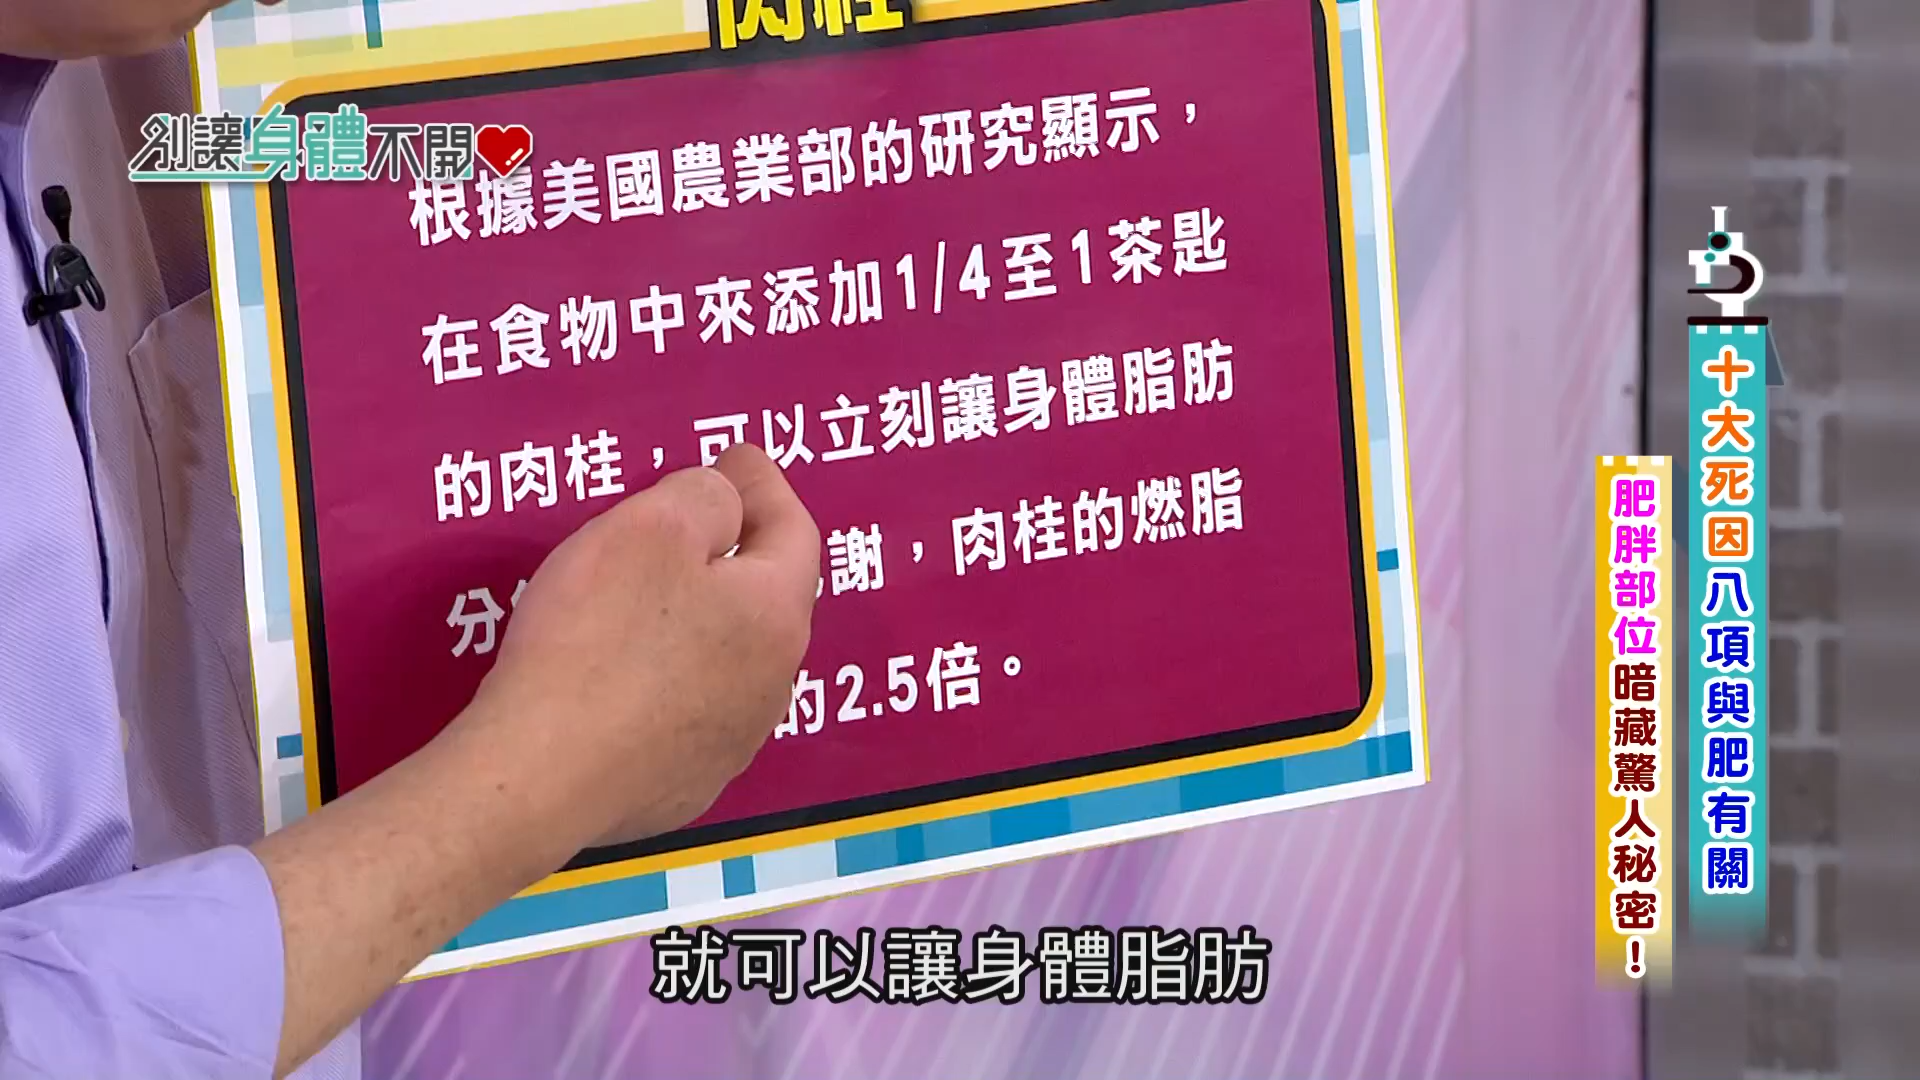 肉桂
別讓身體不開
根據美國農業部的研究顯示，
在食物中來添加1/4至1茶匙
的肉桂，可以立刻讓身體脂肪
分 謝，肉桂的燃脂
的2.5倍。
十大死因八項與肥有關
肥胖部位暗藏驚人秘密！
就可以讓身體脂肪